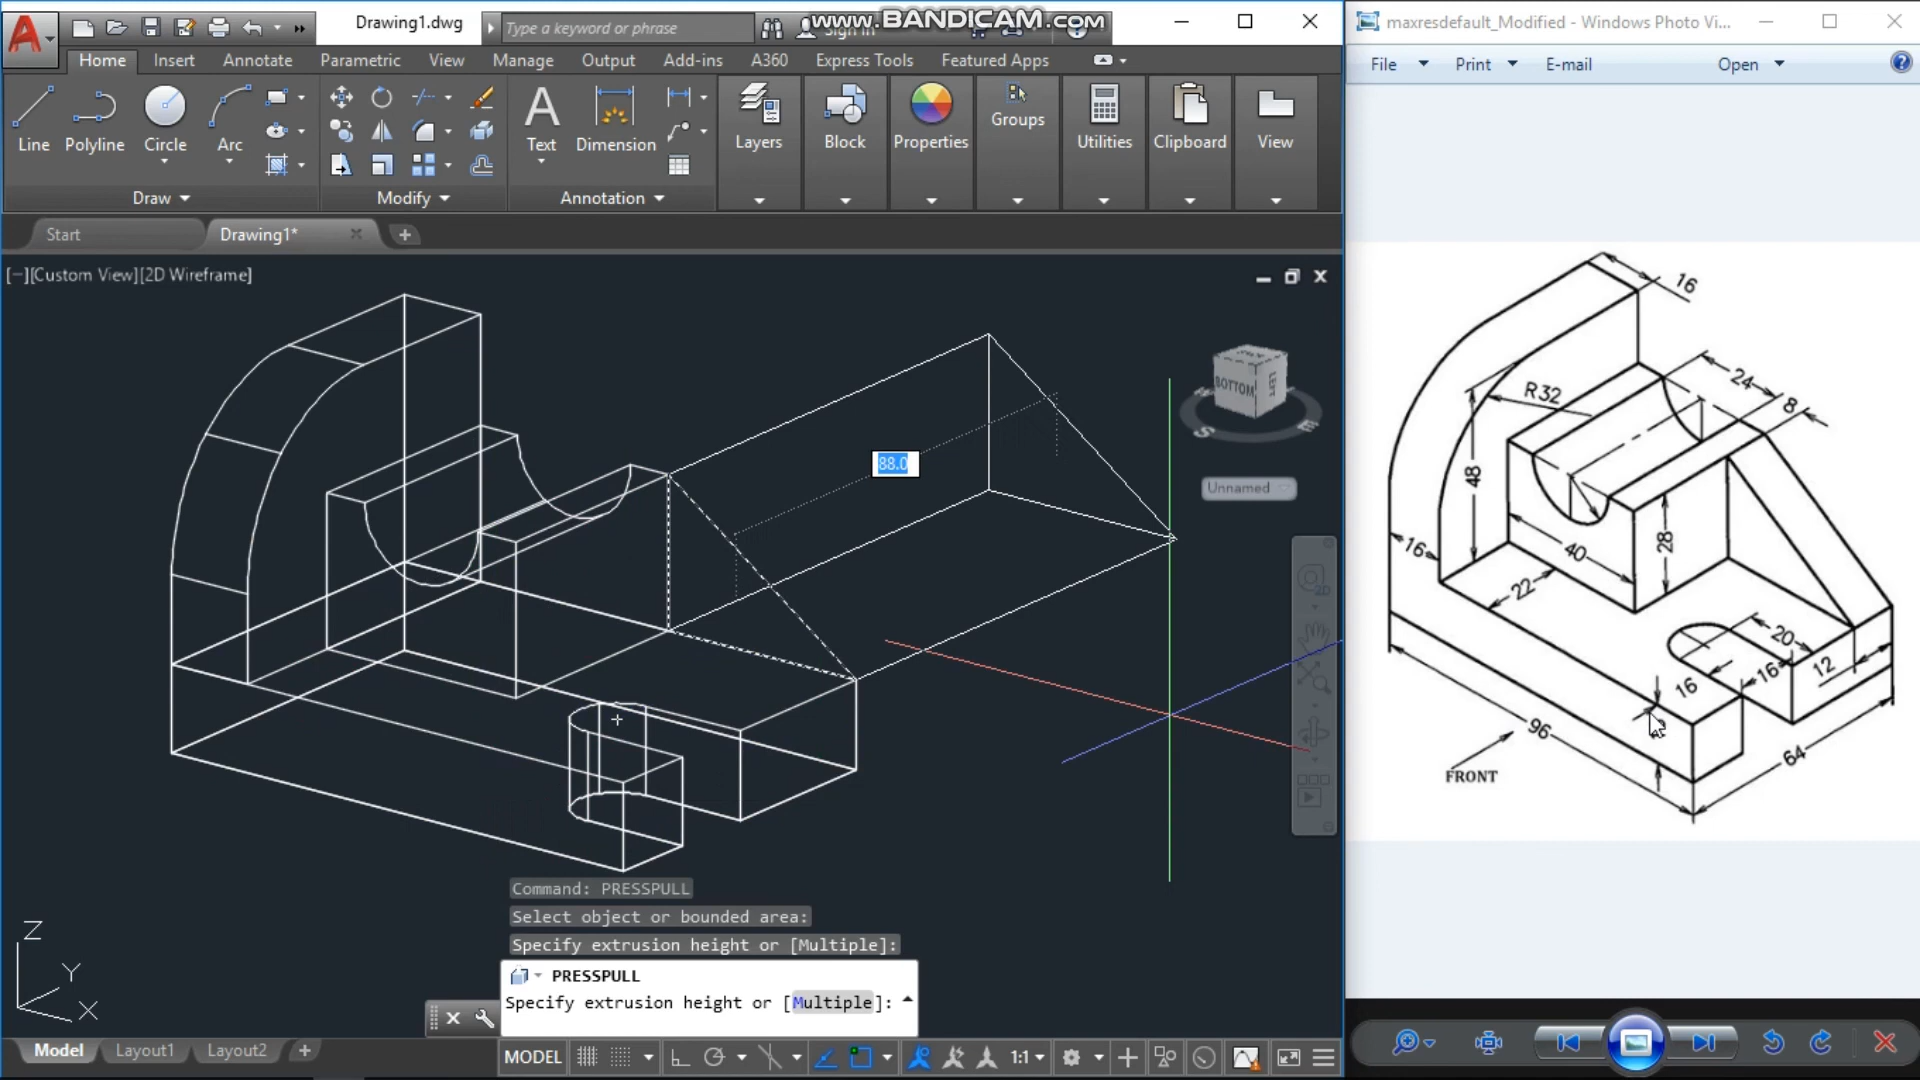 Drawing1.dwg
Type a keyword or phrase
www.BANDICAM.com
Sign In
maxresdefault_Modified - Windows Photo Vi...
Home
Insert
Annotate
Parametric
View
Manage
Output
Add-ins
A360
Express Tools
Featured Apps
File
Print
E-mail
Open
Line
Polyline
Circle
Arc
Text
Dimension
Layers
Block
Properties
Groups
Utilities
Clipboard
View
Draw
Modify
Annotation
Start
Drawing1*
[−][Custom View][2D Wireframe]
BOTTOM
LEFT
S
E
Unnamed
88.0
16
24
8
R32
48
40
28
16
22
20
12
16
16
96
64
FRONT
Command: PRESSPULL
Select object or bounded area:
Specify extrusion height or [Multiple]:
PRESSPULL
Specify extrusion height or [Multiple]:
Z
Y
X
Model
Layout1
Layout2
MODEL
1:1